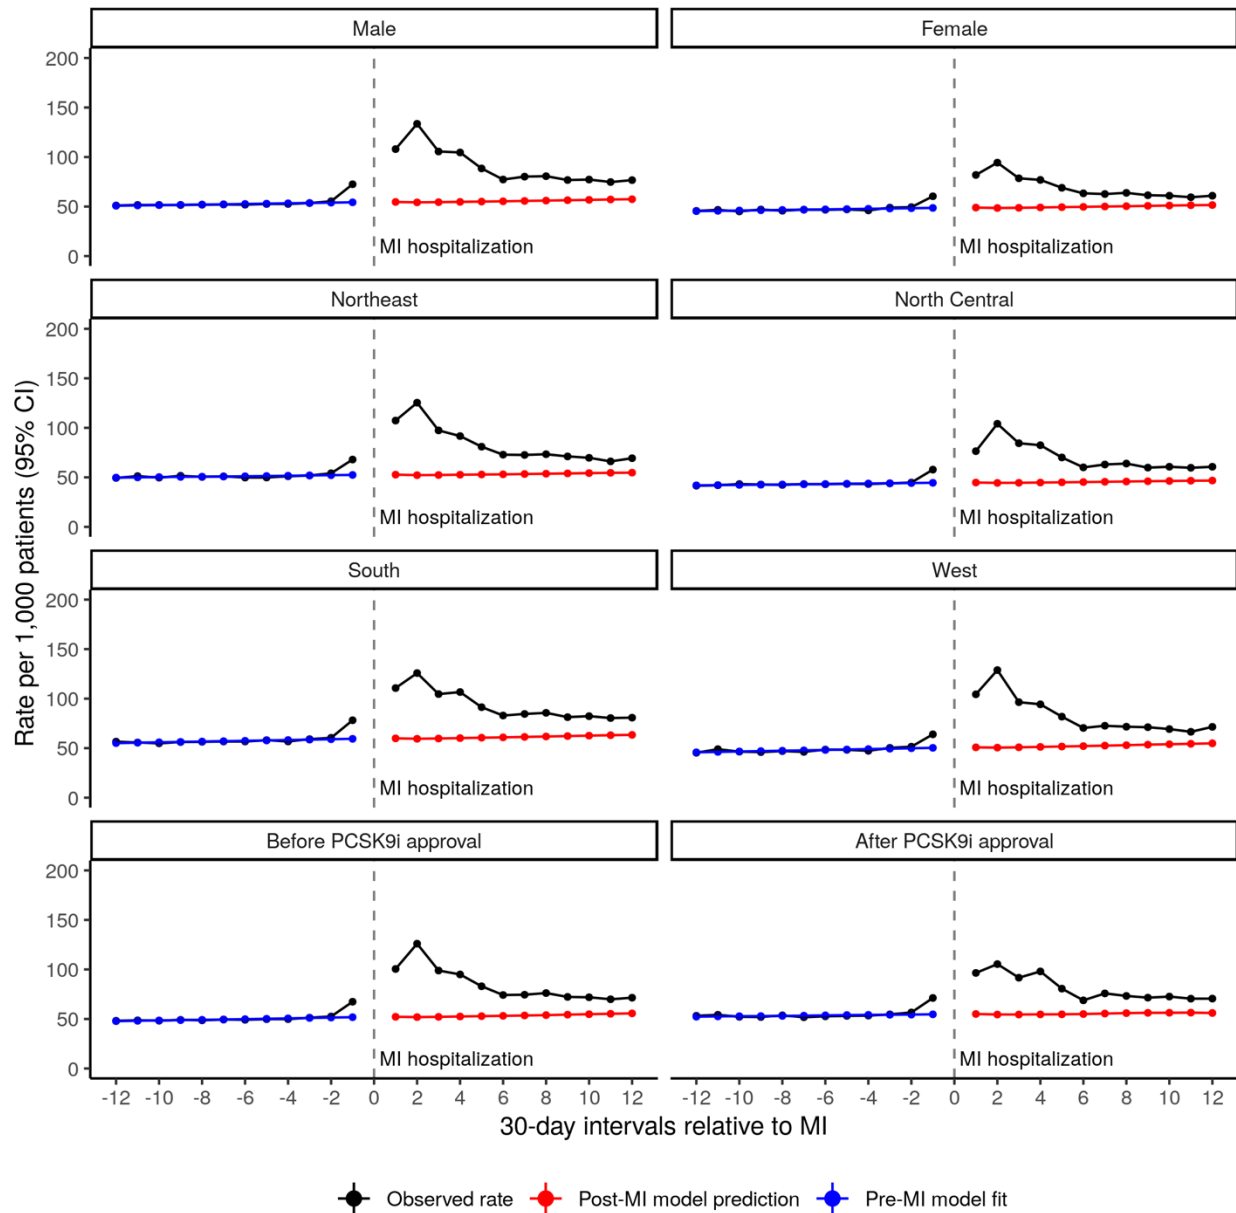 Male
Female
200
150
100
50
0
MI hospitalization
MI hospitalization
Northeast
North Central
200
150
100
50
0
MI hospitalization
MI hospitalization
South
West
200
150
100
50
0
MI hospitalization
MI hospitalization
Before PCSK9i approval
After PCSK9i approval
200
150
100
50
0
MI hospitalization
MI hospitalization
Rate per 1,000 patients (95% CI)
-12 -10 -8 -6 -4 -2 0 2 4 6 8 10 12
-12 -10 -8 -6 -4 -2 0 2 4 6 8 10 12
30-day intervals relative to MI
Observed rate Post-MI model prediction Pre-MI model fit